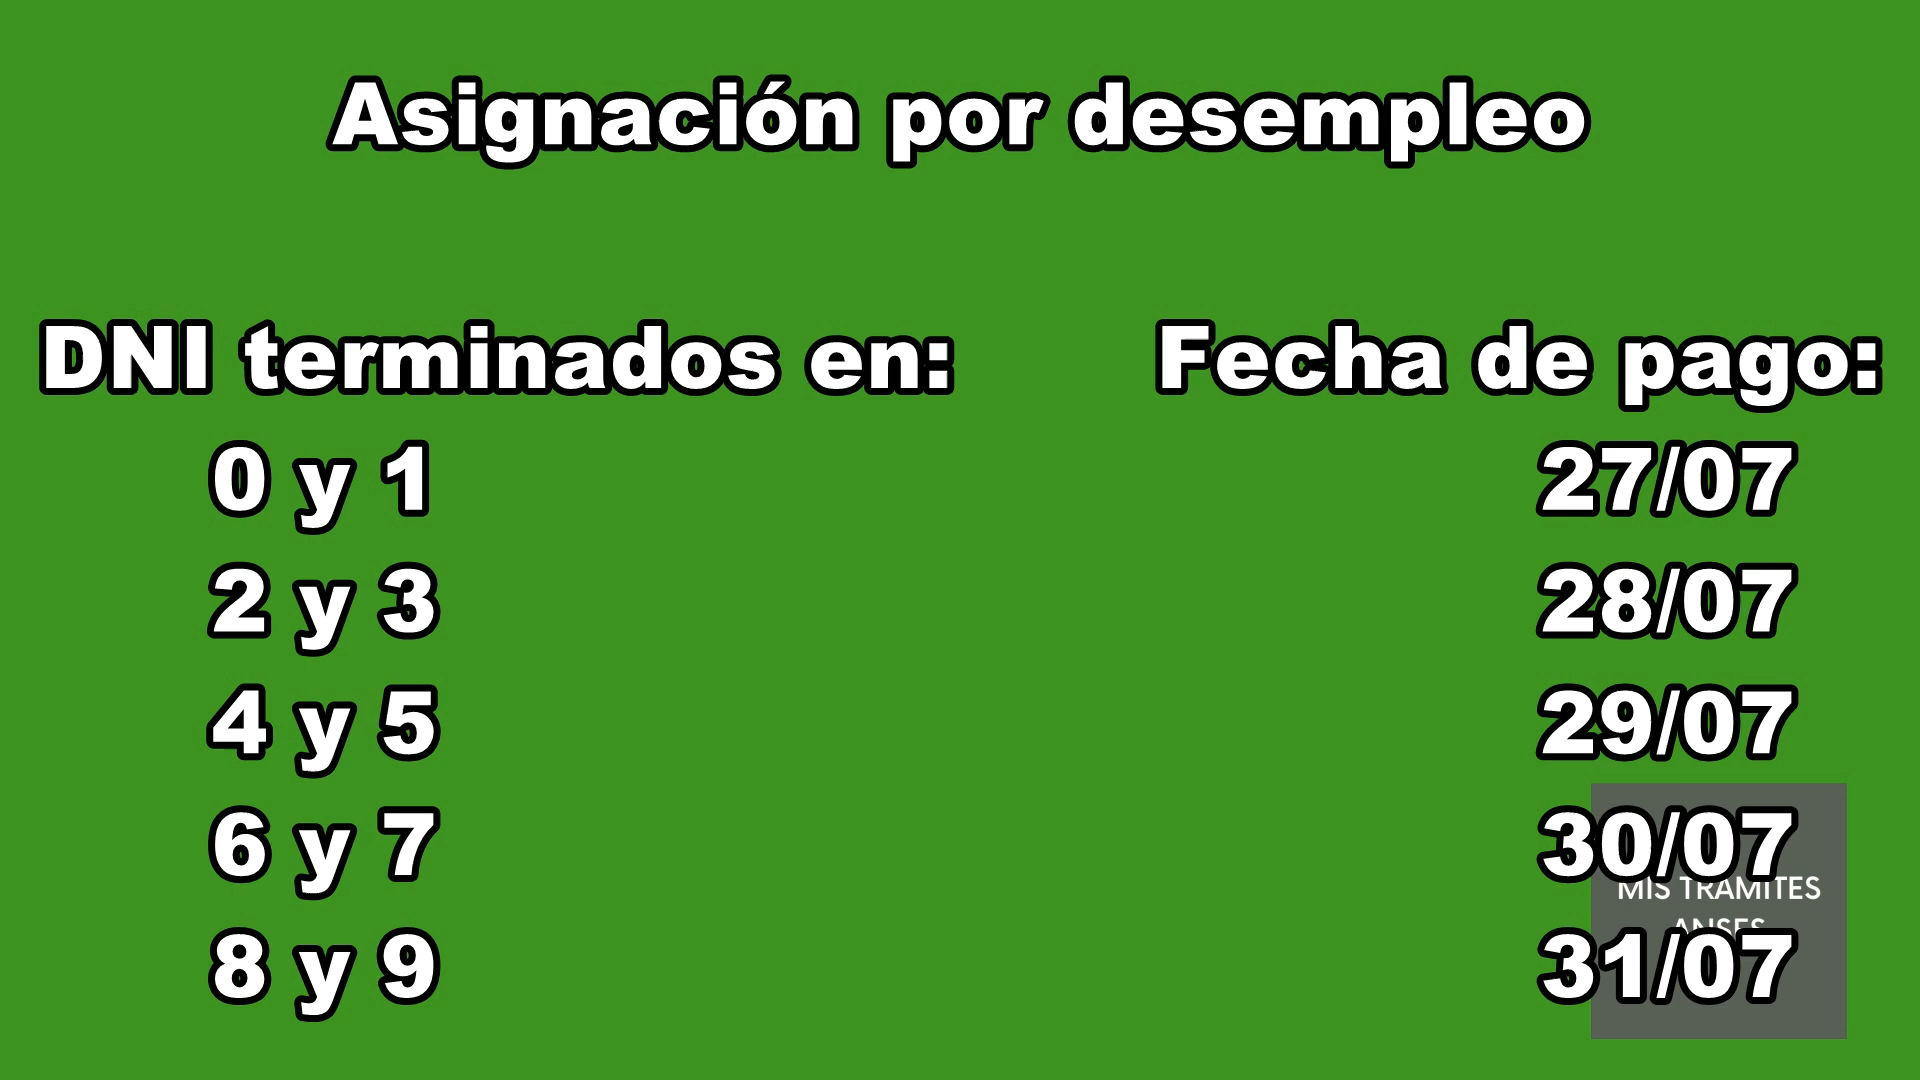 Asignación por desempleo
DNI terminados en: Fecha de pago:
0 y 1 27/07
2 y 3 28/07
4 y 5 29/07
6 y 7 30/07
MIS TRAMITES
ANSES
8 y 9 31/07